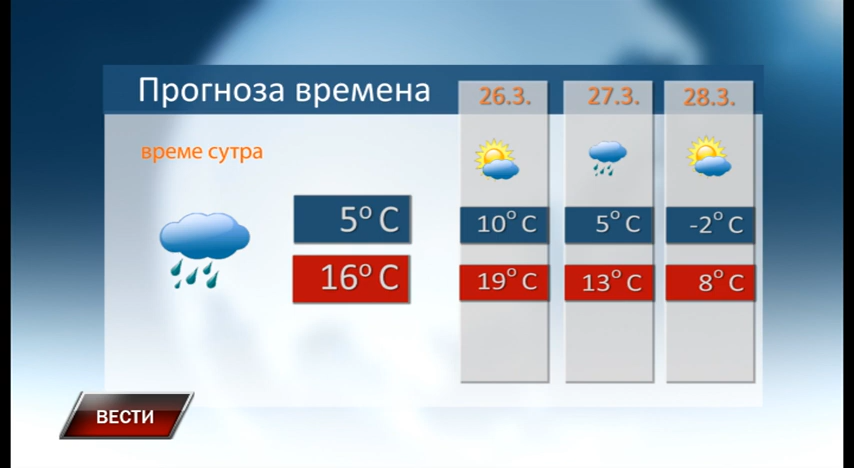 Прогноза времена
време сутра
5° C
16° C
26.3.
10° C
19° C
27.3.
5° C
13° C
28.3.
-2° C
8° C
ВЕСТИ